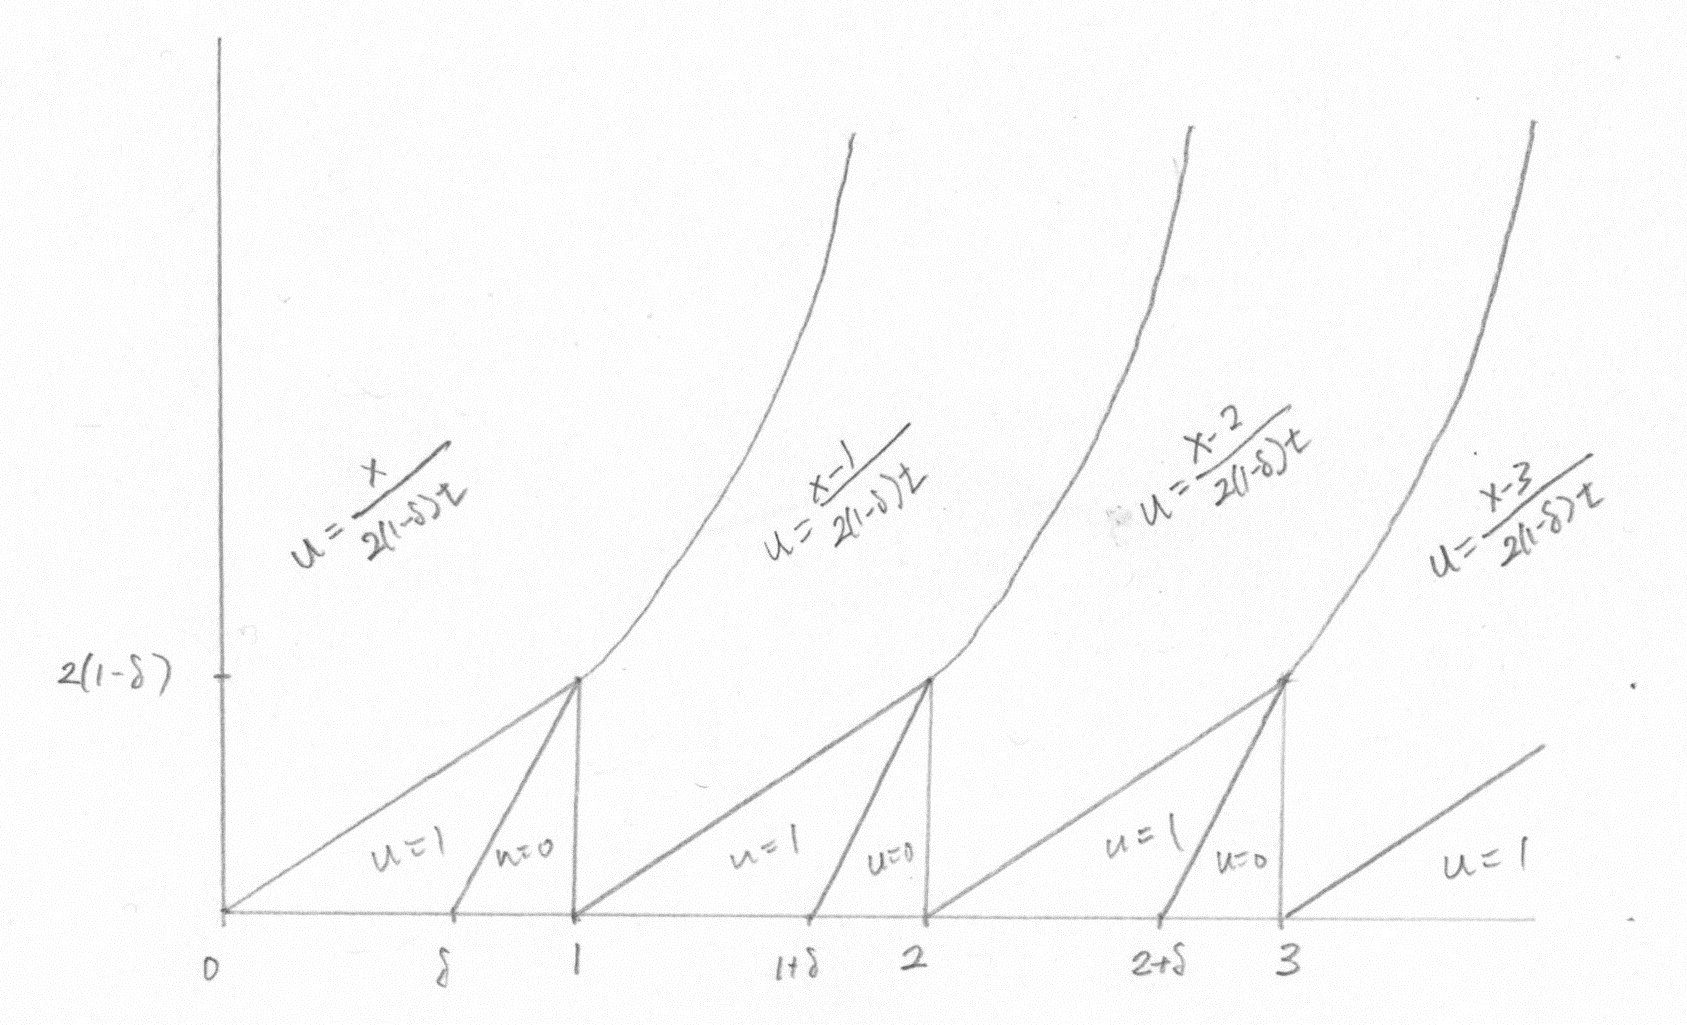 u = x / 2(1-δ)t
u = x-1 / 2(1-δ)t
u = x-2 / 2(1-δ)t
u = x-3 / 2(1-δ)t
2(1-δ)
u=1
u=0
u=1
u=0
u=1
u=0
u=1
0
δ
1
1+δ
2
2+δ
3